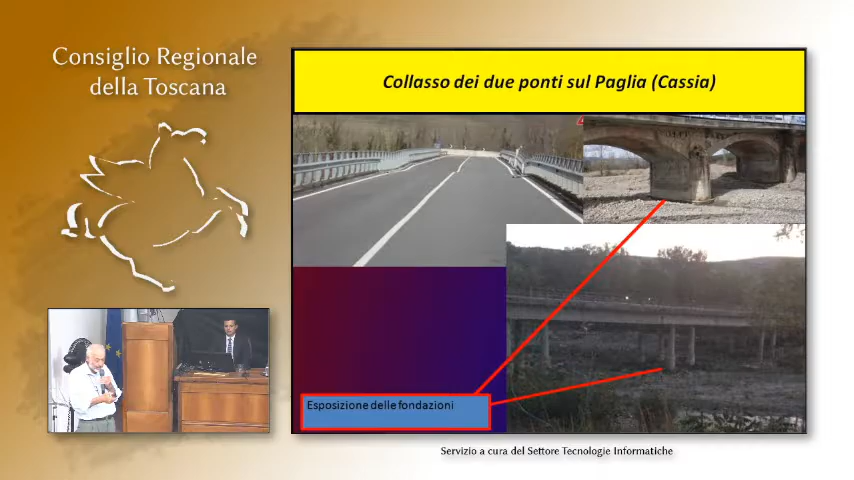 Consiglio Regionale
della Toscana
Collasso dei due ponti sul Paglia (Cassia)
Esposizione delle fondazioni
Servizio a cura del Settore Tecnologie Informatiche